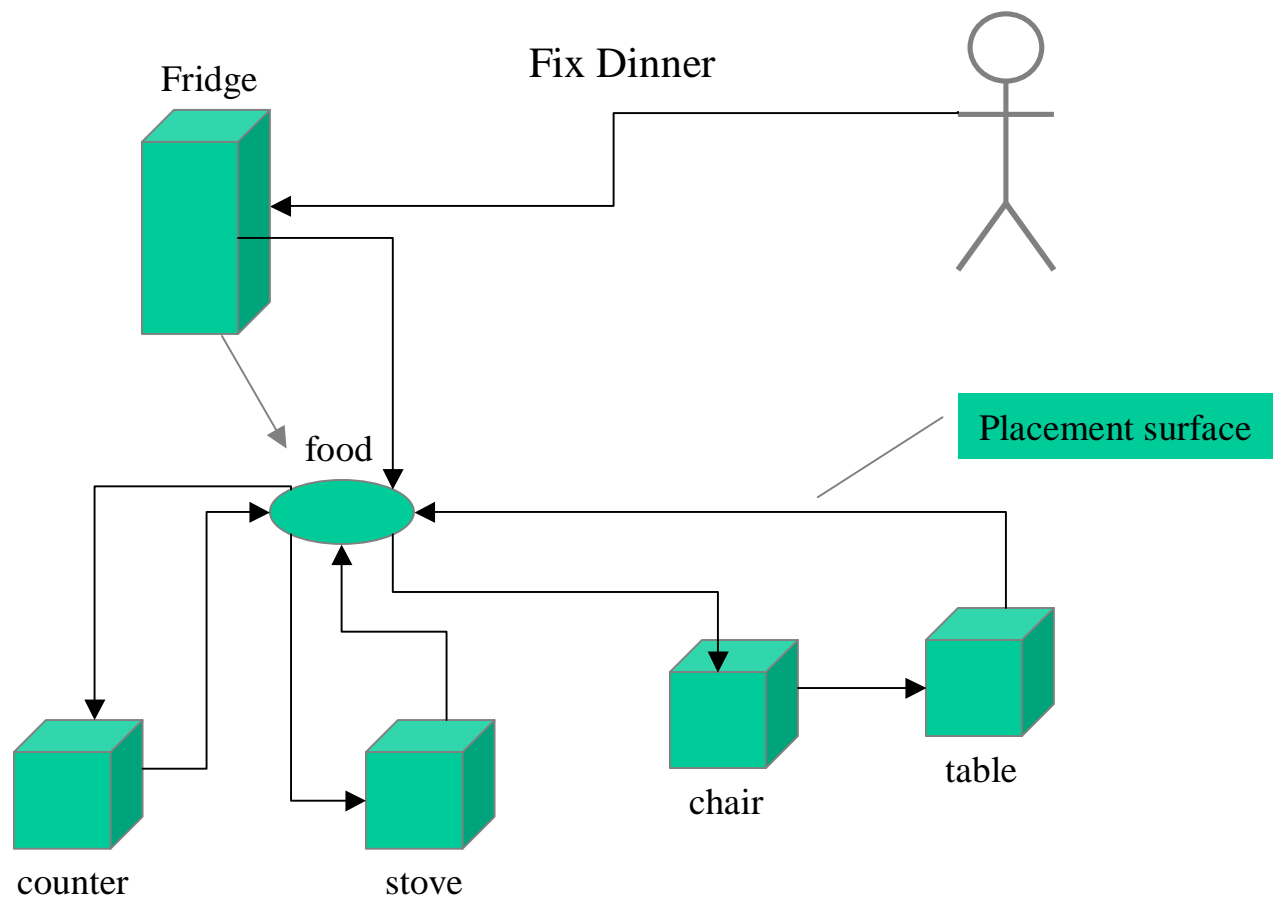 Fix Dinner
Fridge
Placement surface
food
table
chair
counter
stove